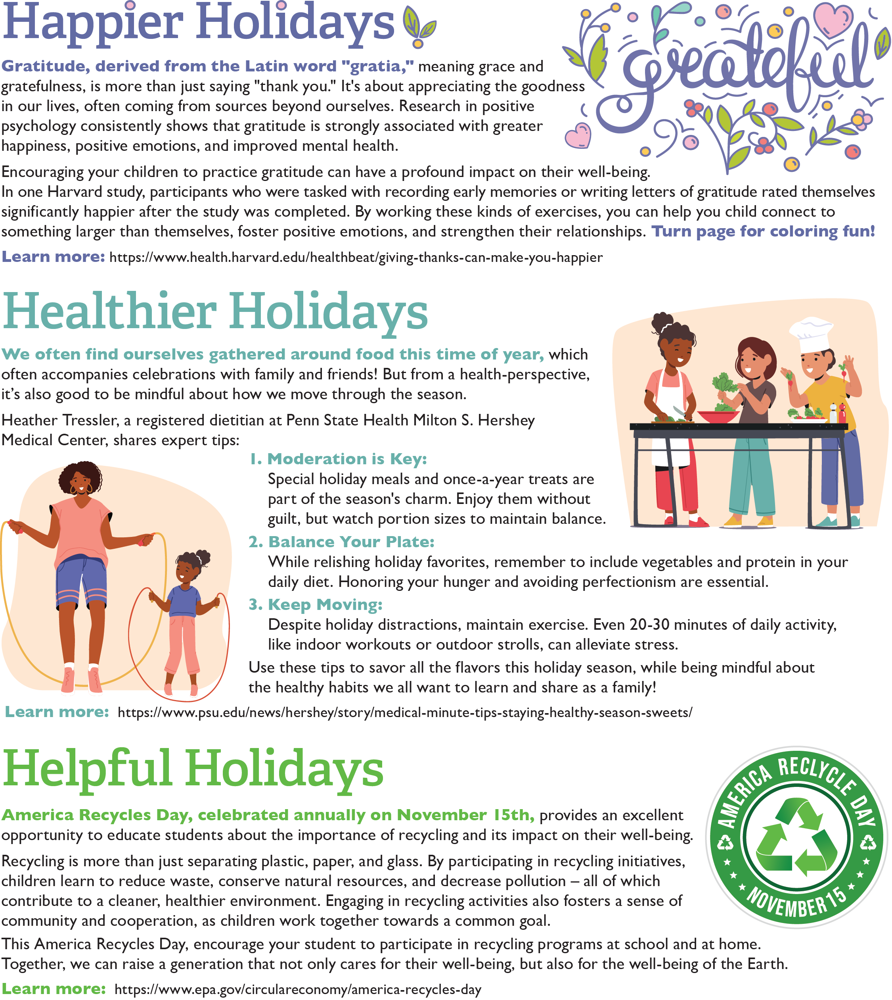 Happier Holidays
grateful
Gratitude, derived from the Latin word "gratia," meaning grace and
gratefulness, is more than just saying "thank you." It's about appreciating the goodness
in our lives, often coming from sources beyond ourselves. Research in positive
psychology consistently shows that gratitude is strongly associated with greater
happiness, positive emotions, and improved mental health.
Encouraging your children to practice gratitude can have a profound impact on their well-being.
In one Harvard study, participants who were tasked with recording early memories or writing letters of gratitude rated themselves
significantly happier after the study was completed. By working these kinds of exercises, you can help you child connect to
something larger than themselves, foster positive emotions, and strengthen their relationships. Turn page for coloring fun!
Learn more: https://www.health.harvard.edu/healthbeat/giving-thanks-can-make-you-happier
Healthier Holidays
We often find ourselves gathered around food this time of year, which
often accompanies celebrations with family and friends! But from a health-perspective,
it’s also good to be mindful about how we move through the season.
Heather Tressler, a registered dietitian at Penn State Health Milton S. Hershey
Medical Center, shares expert tips:
1. Moderation is Key:
Special holiday meals and once-a-year treats are
part of the season's charm. Enjoy them without
guilt, but watch portion sizes to maintain balance.
2. Balance Your Plate:
While relishing holiday favorites, remember to include vegetables and protein in your
daily diet. Honoring your hunger and avoiding perfectionism are essential.
3. Keep Moving:
Despite holiday distractions, maintain exercise. Even 20-30 minutes of daily activity,
like indoor workouts or outdoor strolls, can alleviate stress.
Use these tips to savor all the flavors this holiday season, while being mindful about
the healthy habits we all want to learn and share as a family!
Learn more: https://www.psu.edu/news/hershey/story/medical-minute-tips-staying-healthy-season-sweets/
Helpful Holidays
AMERICA RECLYCLE DAY
NOVEMBER 15
America Recycles Day, celebrated annually on November 15th, provides an excellent
opportunity to educate students about the importance of recycling and its impact on their well-being.
Recycling is more than just separating plastic, paper, and glass. By participating in recycling initiatives,
children learn to reduce waste, conserve natural resources, and decrease pollution – all of which
contribute to a cleaner, healthier environment. Engaging in recycling activities also fosters a sense of
community and cooperation, as children work together towards a common goal.
This America Recycles Day, encourage your student to participate in recycling programs at school and at home.
Together, we can raise a generation that not only cares for their well-being, but also for the well-being of the Earth.
Learn more: https://www.epa.gov/circulareconomy/america-recycles-day